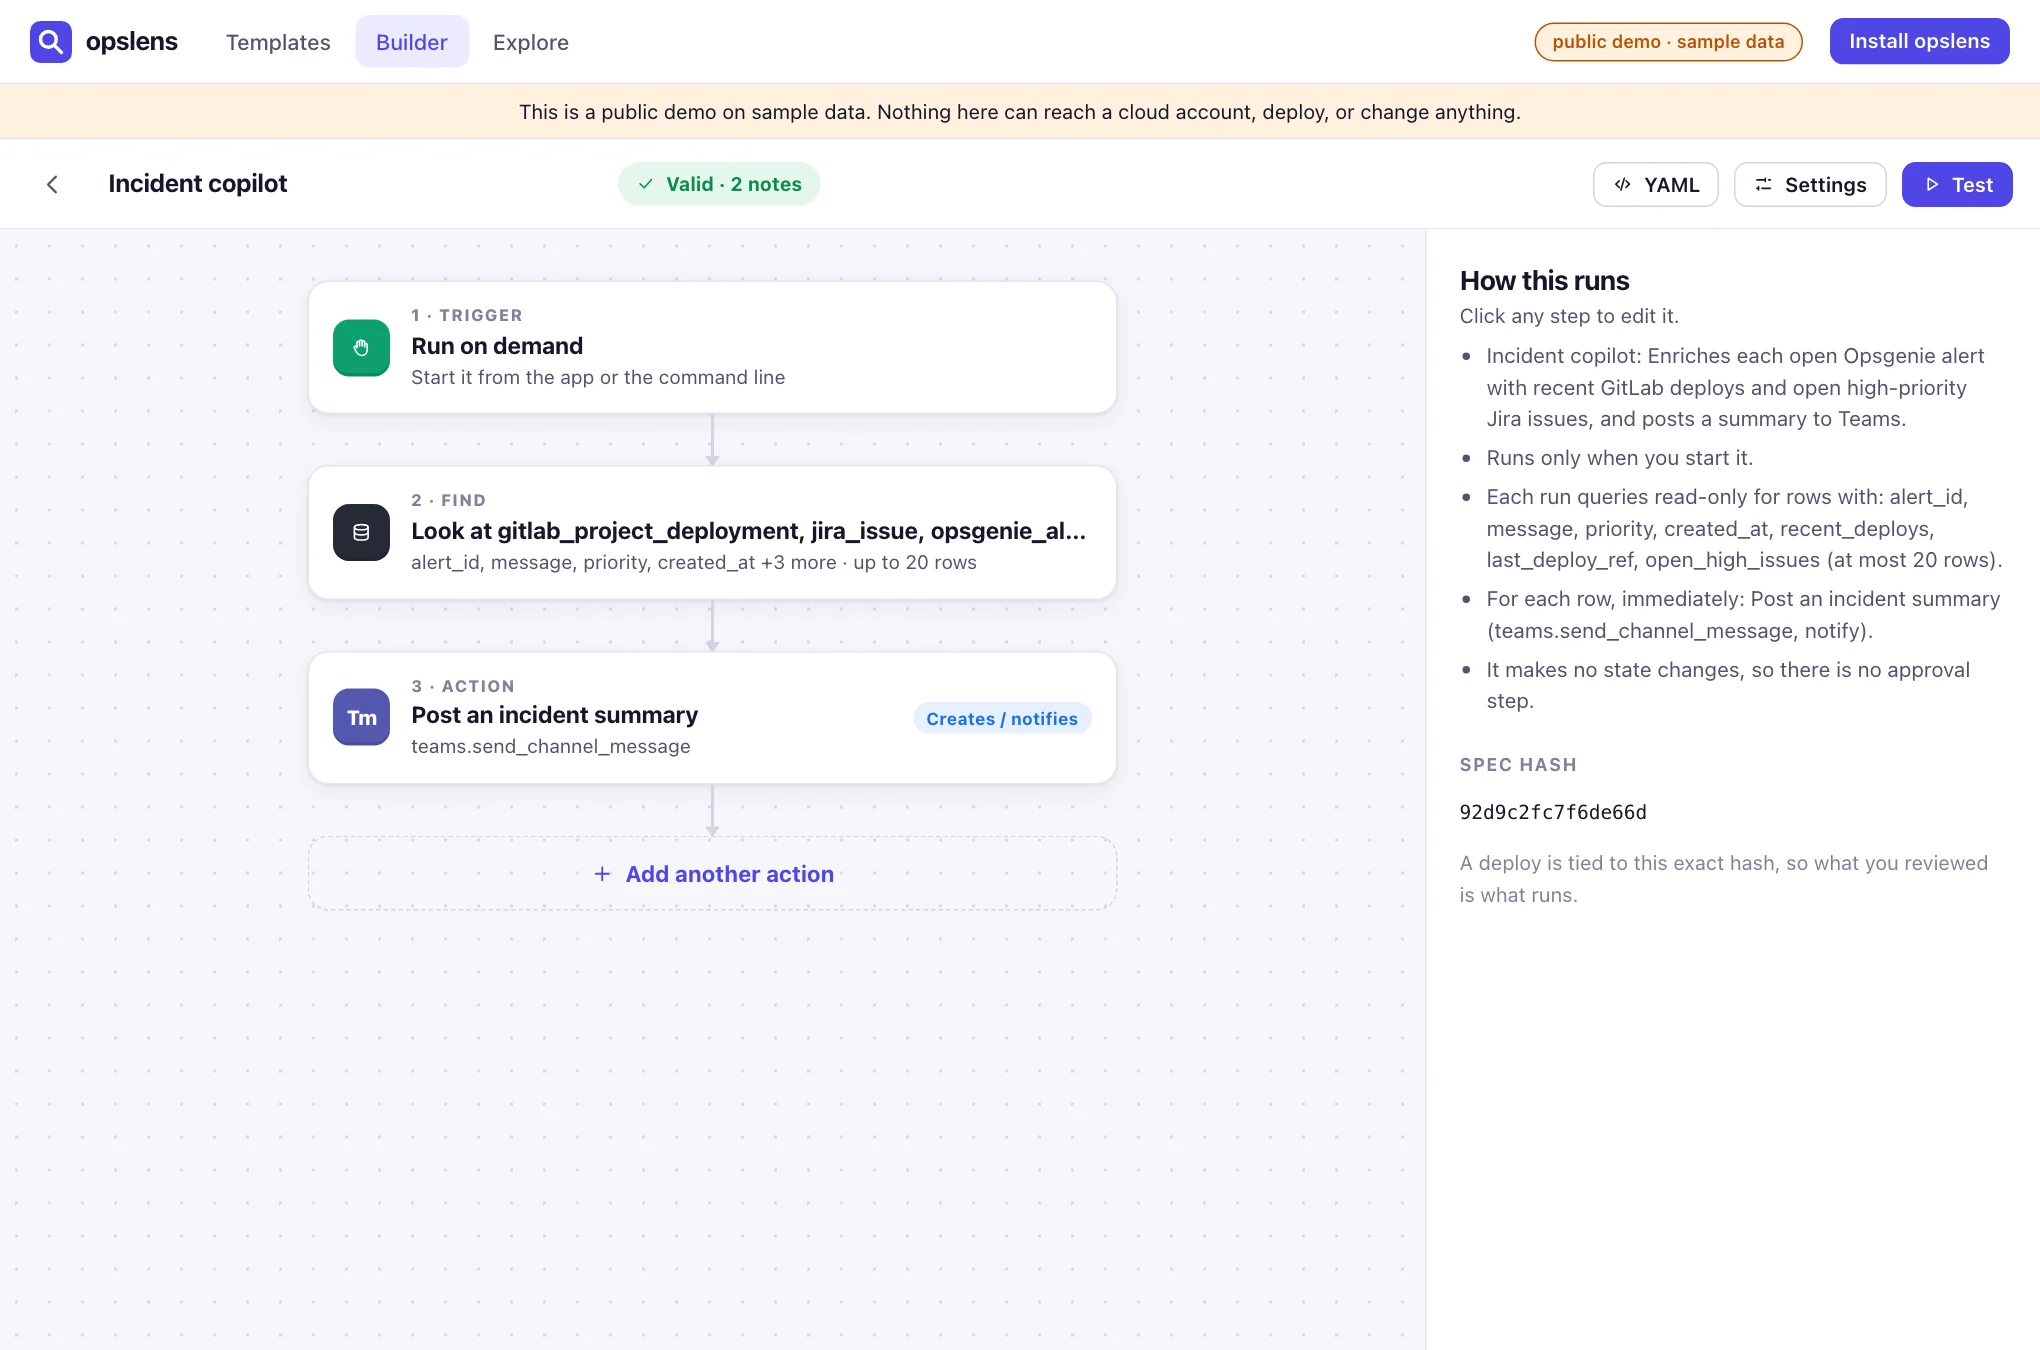 opslens
Templates
Builder
Explore
public demo · sample data
Install opslens
This is a public demo on sample data. Nothing here can reach a cloud account, deploy, or change anything.
Incident copilot
Valid · 2 notes
YAML
Settings
Test
1 · TRIGGER
Run on demand
Start it from the app or the command line
2 · FIND
Look at gitlab_project_deployment, jira_issue, opsgenie_al...
alert_id, message, priority, created_at +3 more · up to 20 rows
Tm
3 · ACTION
Post an incident summary
teams.send_channel_message
Creates / notifies
+ Add another action
How this runs
Click any step to edit it.
• Incident copilot: Enriches each open Opsgenie alert
with recent GitLab deploys and open high-priority
Jira issues, and posts a summary to Teams.
• Runs only when you start it.
• Each run queries read-only for rows with: alert_id,
message, priority, created_at, recent_deploys,
last_deploy_ref, open_high_issues (at most 20 rows).
• For each row, immediately: Post an incident summary
(teams.send_channel_message, notify).
• It makes no state changes, so there is no approval
step.
SPEC HASH
92d9c2fc7f6de66d
A deploy is tied to this exact hash, so what you reviewed
is what runs.